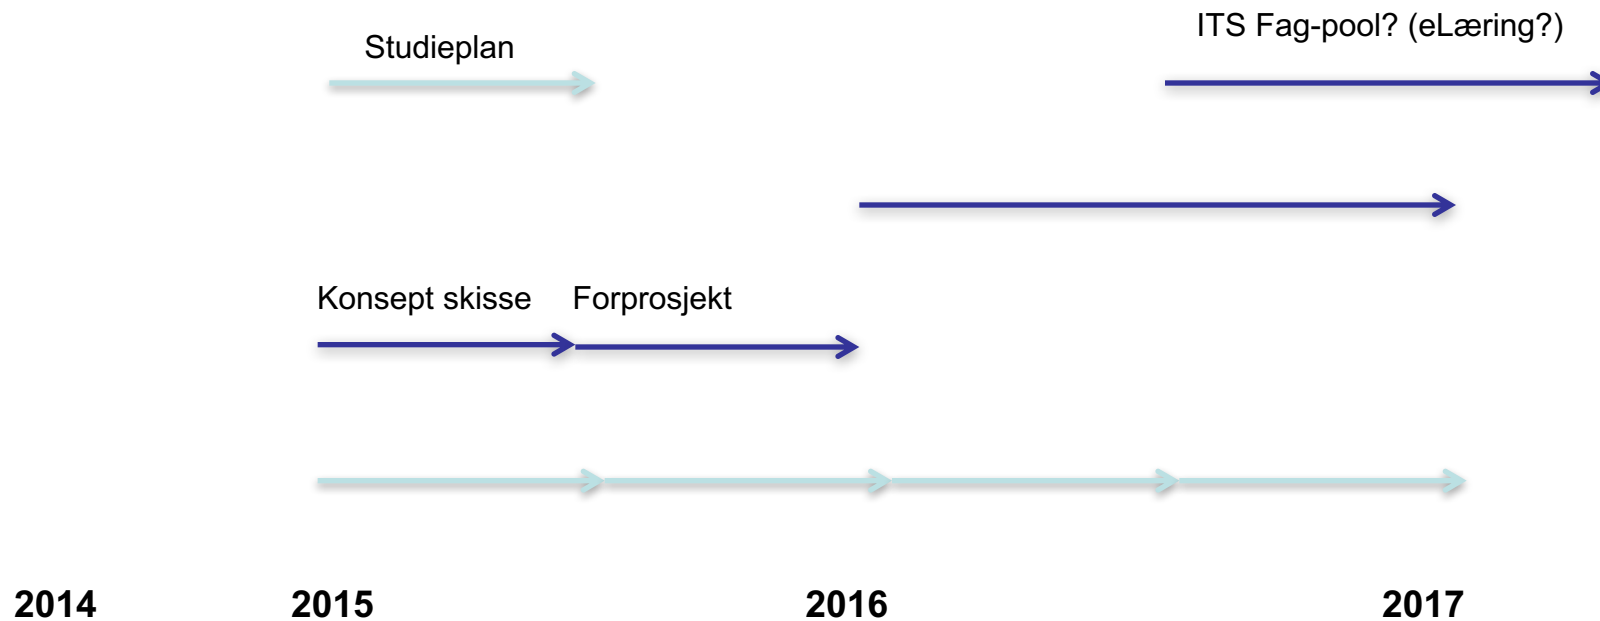 ITS Fag-pool? (eLæring?)
Studieplan
Konsept skisse Forprosjekt
2014 2015 2016 2017